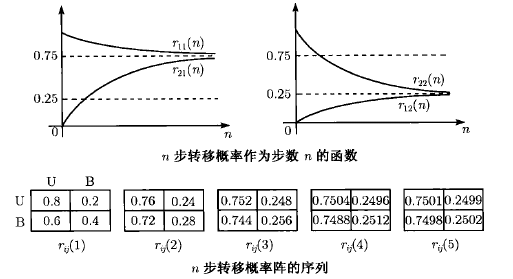 r₁₁(n)
0.75
r₂₁(n)
0.25
0
n
0.75
r₂₂(n)
0.25
r₁₂(n)
0
n
n 步转移概率作为步数 n 的函数
U B
U 0.8 0.2 0.76 0.24 0.752 0.248 0.7504 0.2496 0.7501 0.2499
B 0.6 0.4 0.72 0.28 0.744 0.256 0.7488 0.2512 0.7498 0.2502
rᵢⱼ(1) rᵢⱼ(2) rᵢⱼ(3) rᵢⱼ(4) rᵢⱼ(5)
n 步转移概率阵的序列